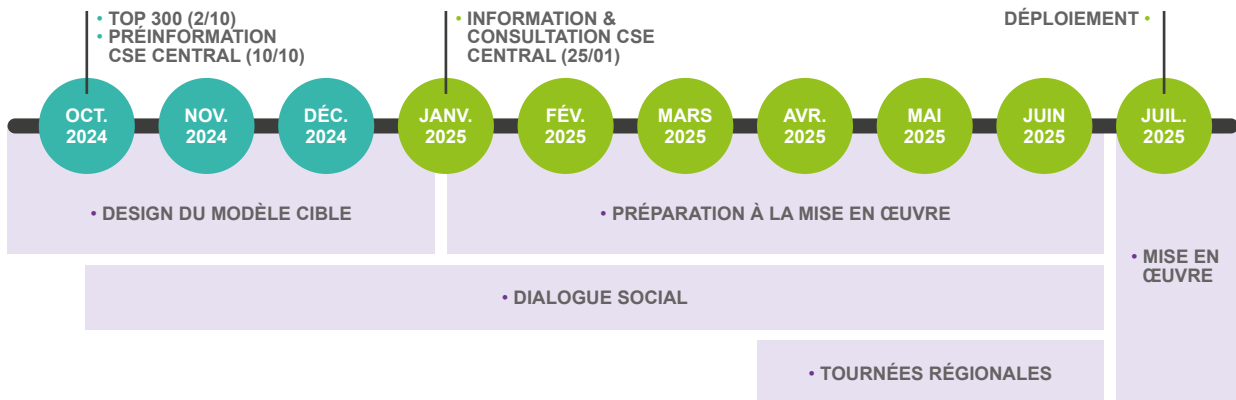 • TOP 300 (2/10)
• PRÉINFORMATION
CSE CENTRAL (10/10)
• INFORMATION &
CONSULTATION CSE
CENTRAL (25/01)
DÉPLOIEMENT •
OCT.
2024
NOV.
2024
DÉC.
2024
JANV.
2025
FÉV.
2025
MARS
2025
AVR.
2025
MAI
2025
JUIN
2025
JUIL.
2025
• DESIGN DU MODÈLE CIBLE
• PRÉPARATION À LA MISE EN ŒUVRE
• MISE EN
ŒUVRE
• DIALOGUE SOCIAL
• TOURNÉES RÉGIONALES